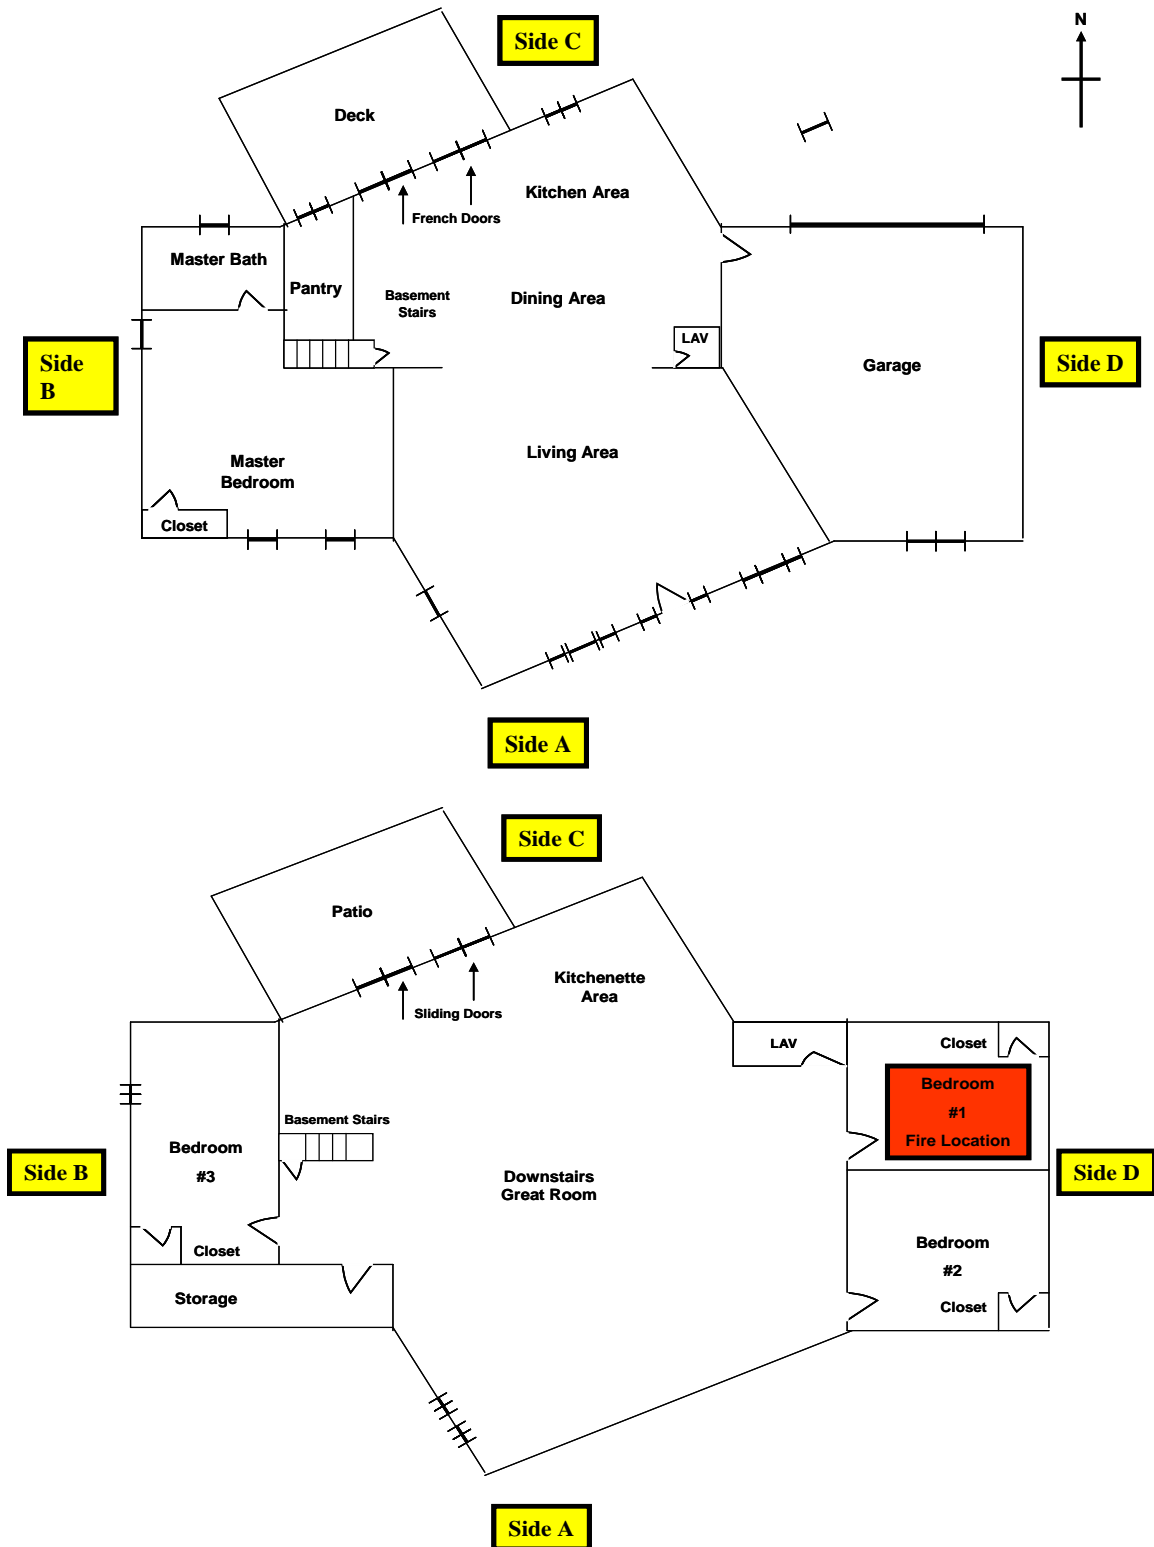 Side C
N
Deck
Kitchen Area
French Doors
Master Bath
Pantry
Basement
Stairs
Dining Area
LAV
Side
B
Garage
Side D
Living Area
Master
Bedroom
Closet
Side A
Side C
Patio
Kitchenette
Area
Sliding Doors
LAV
Closet
Bedroom
#1
Fire Location
Basement Stairs
Bedroom
#3
Side B
Downstairs
Great Room
Side D
Bedroom
#2
Closet
Closet
Storage
Side A